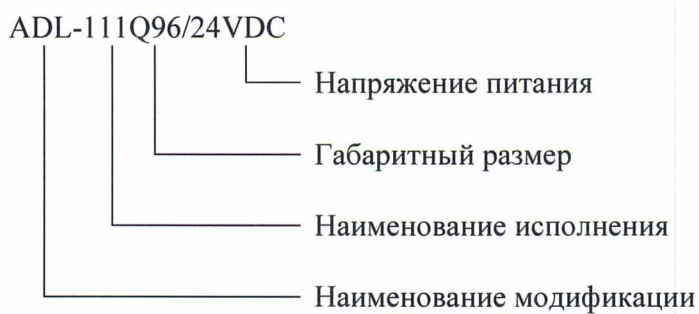 ADL-111Q96/24VDC
Напряжение питания
Габаритный размер
Наименование исполнения
Наименование модификации